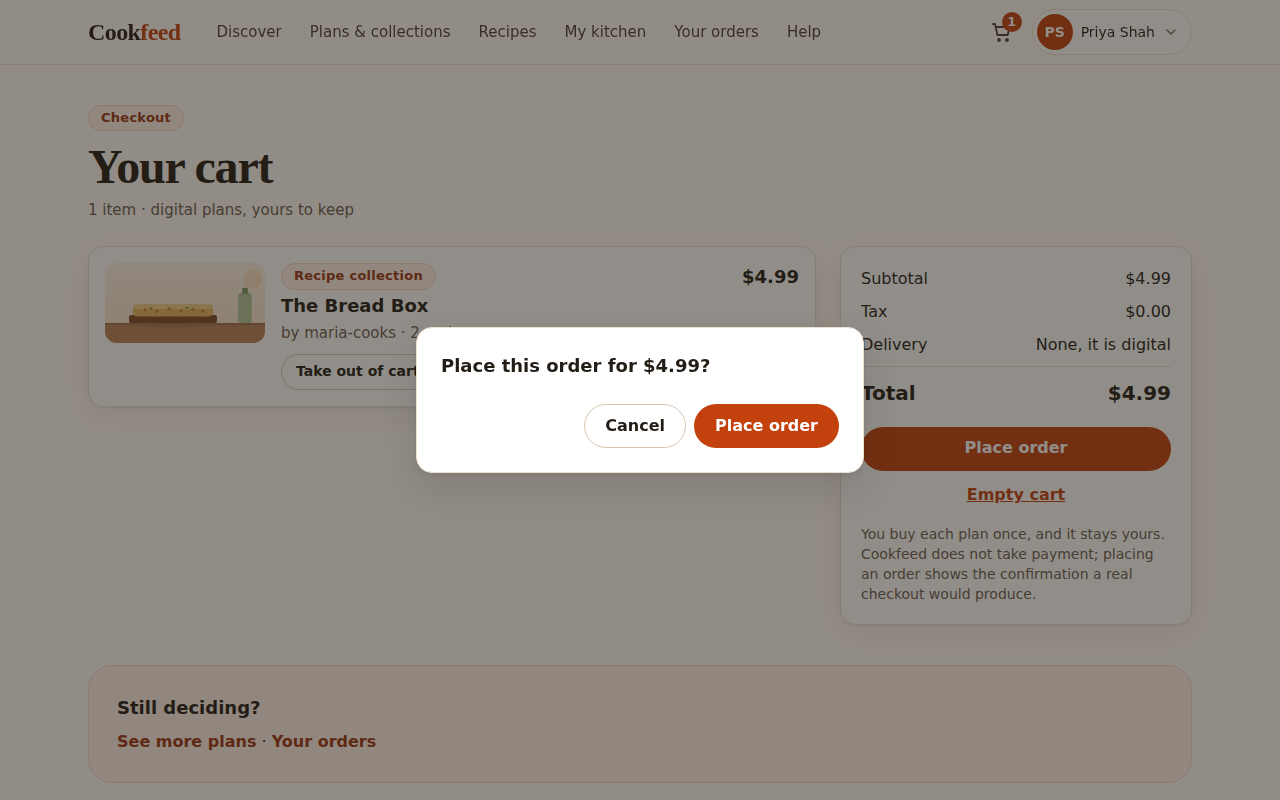 Cookfeed Discover Plans & collections Recipes My kitchen Your orders Help 1 PS Priya Shah
Checkout
Your cart
1 item · digital plans, yours to keep
Recipe collection
$4.99
The Bread Box
by maria-cooks · 2
Take out of cart
Subtotal $4.99
Tax $0.00
Delivery None, it is digital
Total $4.99
Place order
Empty cart
You buy each plan once, and it stays yours.
Cookfeed does not take payment; placing
an order shows the confirmation a real
checkout would produce.
Place this order for $4.99?
Cancel Place order
Still deciding?
See more plans · Your orders